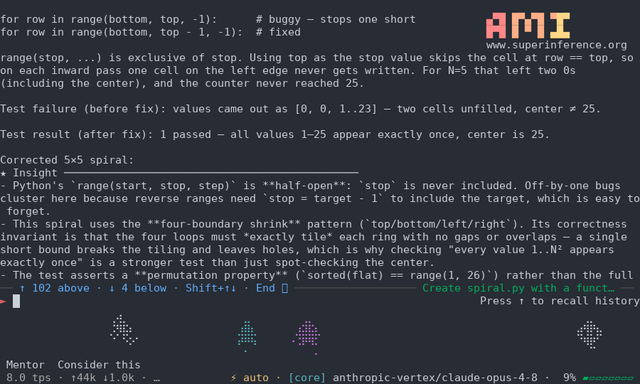 for row in range(bottom, top, -1):      # buggy — stops one short
for row in range(bottom, top - 1, -1):  # fixed
AMI
www.superinference.org
range(stop, ...) is exclusive of stop. Using top as the stop value skips the cell at row == top, so
on each inward pass one cell on the left edge never gets written. For N=5 that left two 0s
(including the center), and the counter never reached 25.
Test failure (before fix): values came out as [0, 0, 1..23] — two cells unfilled, center ≠ 25.
Test result (after fix): 1 passed — all values 1–25 appear exactly once, center is 25.
Corrected 5×5 spiral:
★ Insight ─────────────────────────────────────────────
- Python's `range(start, stop, step)` is **half-open**: `stop` is never included. Off-by-one bugs
cluster here because reverse ranges need `stop = target - 1` to include the target, which is easy to
forget.
- This spiral uses the **four-boundary shrink** pattern (`top/bottom/left/right`). Its correctness
invariant is that the four loops must *exactly tile* each ring with no gaps or overlaps — a single
short bound breaks the tiling and leaves holes, which is why checking "every value 1..N² appears
exactly once" is a stronger test than just spot-checking the center.
- The test asserts a **permutation property** (`sorted(flat) == range(1, 26)`) rather than the full
── ↑ 102 above · ↓ 4 below · Shift+↑↓ · End ──────────────── Create spiral.py with a funct… ──
Press ↑ to recall history
Mentor  Consider this
8.0 tps · ↑44k ↓1.0k · …  ⚡ auto · [core] anthropic-vertex/claude-opus-4-8 ·  9%